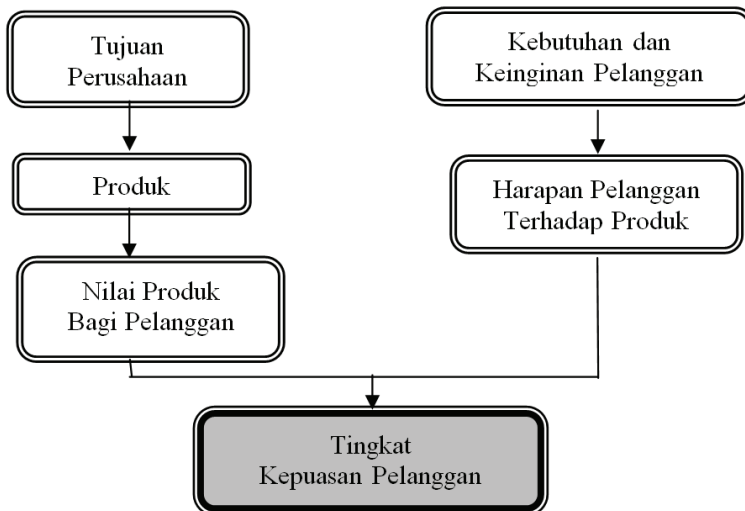 Tujuan
Perusahaan
Produk
Nilai Produk
Bagi Pelanggan
Kebutuhan dan
Keinginan Pelanggan
Harapan Pelanggan
Terhadap Produk
Tingkat
Kepuasan Pelanggan